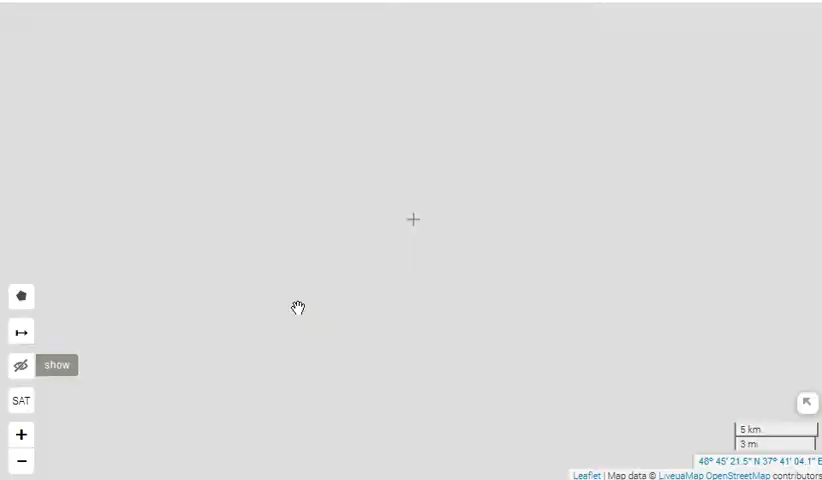 show
SAT
+
−
5 km
3 mi
48° 45' 21.5" N 37° 41' 04.1" E
Leaflet | Map data © LiveuaMap OpenStreetMap contributors